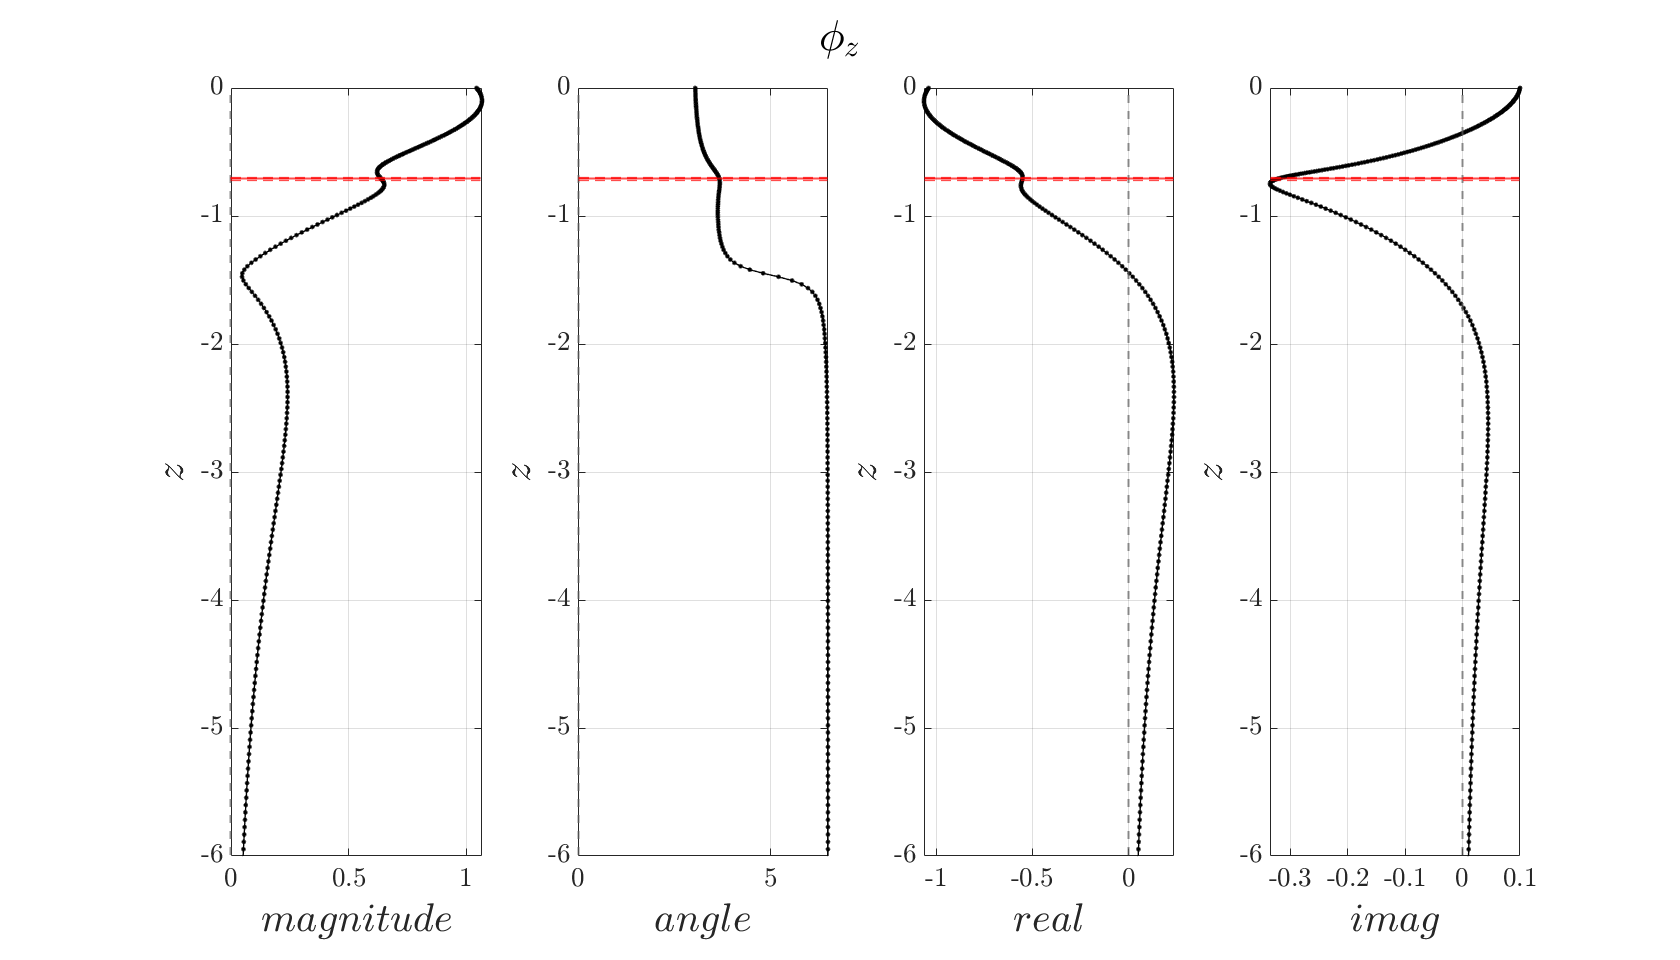 ϕ_z
0 0 0 0
-1 -1 -1 -1
-2 -2 -2 -2
z z z z
-3 -3 -3 -3
-4 -4 -4 -4
-5 -5 -5 -5
-6 -6 -6 -6
0 0.5 1 0 5 -1 -0.5 0 -0.3 -0.2 -0.1 0 0.1
magnitude angle real imag